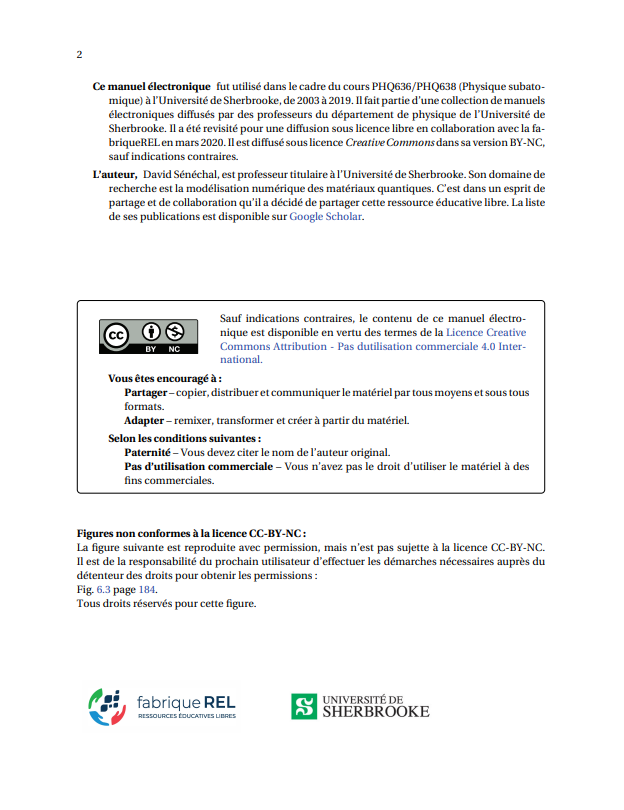 2
Ce manuel électronique fut utilisé dans le cadre du cours PHQ636/PHQ638 (Physique subato-
mique) à l'Université de Sherbrooke, de 2003 à 2019. Il fait partie d'une collection de manuels
électroniques diffusés par des professeurs du département de physique de l'Université de
Sherbrooke. Il a été revisité pour une diffusion sous licence libre en collaboration avec la fa-
briqueREL en mars 2020. Il est diffusé sous licence Creative Commons dans sa version BY-NC,
sauf indications contraires.
L'auteur, David Sénéchal, est professeur titulaire à l'Université de Sherbrooke. Son domaine de
recherche est la modélisation numérique des matériaux quantiques. C'est dans un esprit de
partage et de collaboration qu'il a décidé de partager cette ressource éducative libre. La liste
de ses publications est disponible sur Google Scholar.
cc
BY NC
Sauf indications contraires, le contenu de ce manuel électro-
nique est disponible en vertu des termes de la Licence Creative
Commons Attribution - Pas dutilisation commerciale 4.0 Inter-
national.
Vous êtes encouragé à :
Partager – copier, distribuer et communiquer le matériel par tous moyens et sous tous
formats.
Adapter – remixer, transformer et créer à partir du matériel.
Selon les conditions suivantes :
Paternité – Vous devez citer le nom de l'auteur original.
Pas d'utilisation commerciale – Vous n'avez pas le droit d'utiliser le matériel à des
fins commerciales.
Figures non conformes à la licence CC-BY-NC :
La figure suivante est reproduite avec permission, mais n'est pas sujette à la licence CC-BY-NC.
Il est de la responsabilité du prochain utilisateur d'effectuer les démarches nécessaires auprès du
détenteur des droits pour obtenir les permissions :
Fig. 6.3 page 184.
Tous droits réservés pour cette figure.
fabrique REL
RESSOURCES ÉDUCATIVES LIBRES
UNIVERSITÉ DE
SHERBROOKE